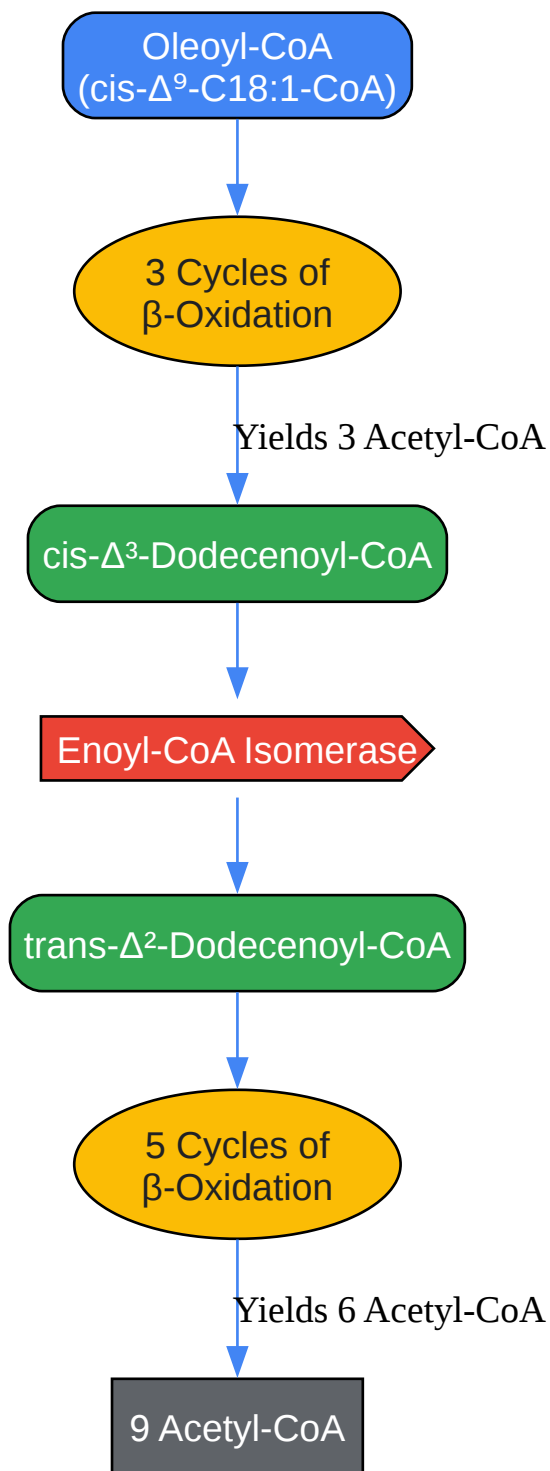 Oleoyl-CoA
(cis-Δ⁹-C18:1-CoA)
3 Cycles of
β-Oxidation
Yields 3 Acetyl-CoA
cis-Δ³-Dodecenoyl-CoA
Enoyl-CoA Isomerase
trans-Δ²-Dodecenoyl-CoA
5 Cycles of
β-Oxidation
Yields 6 Acetyl-CoA
9 Acetyl-CoA